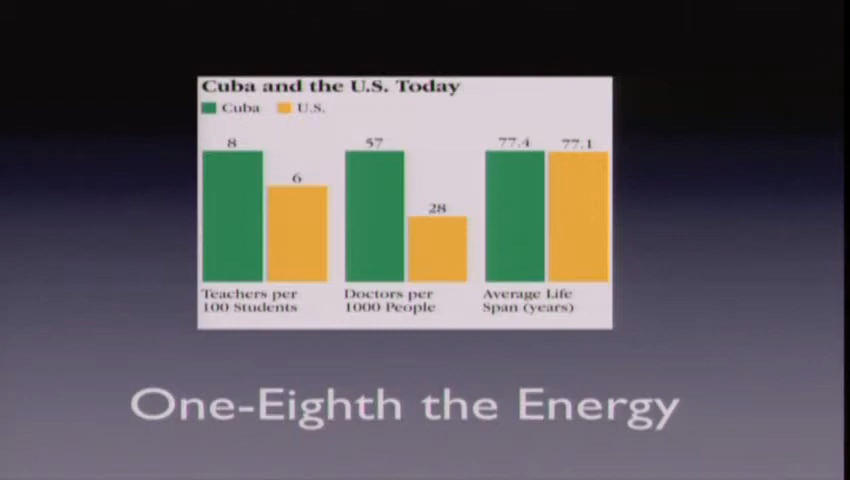 Cuba and the U.S. Today
Cuba U.S.
8 6 57 28 77.4 77.1
Teachers per
100 Students
Doctors per
1000 People
Average Life
Span (years)
One-Eighth the Energy